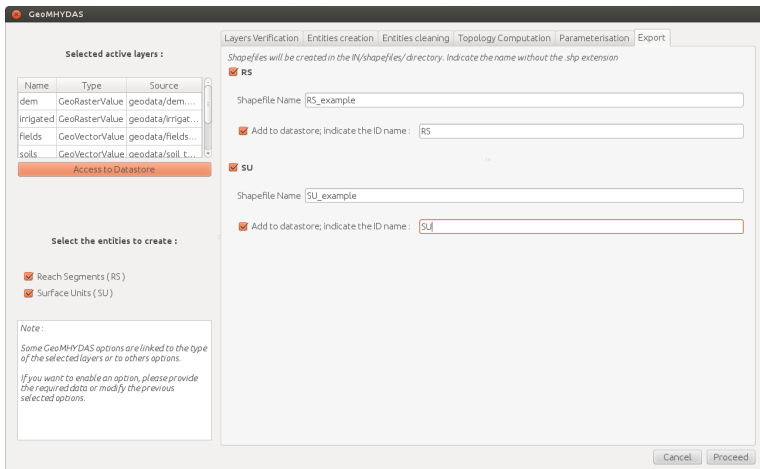 GeoMHYDAS
Selected active layers :
Name Type Source
dem GeoRasterValue geodata/dem....
irrigated GeoRasterValue geodata/irrigat...
fields GeoVectorValue geodata/fields...
soils GeoVectorValue geodata/soil_t...
Access to Datastore
Select the entities to create :
Reach Segments ( RS )
Surface Units ( SU )
Note :
Some GeoMHYDAS options are linked to the type
of the selected layers or to others options.
If you want to enable an option, please provide
the required data or modify the previous
selected options.
Layers Verification Entities creation Entities cleaning Topology Computation Parameterisation Export
Shapefiles will be created in the IN/shapefiles/ directory. Indicate the name without the .shp extension
RS
Shapefile Name RS_example
Add to datastore; indicate the ID name : RS
SU
Shapefile Name SU_example
Add to datastore; indicate the ID name : SU
Cancel Proceed